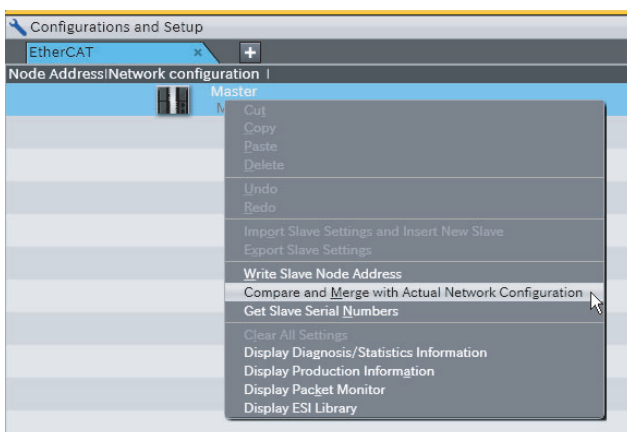 Configurations and Setup
EtherCAT × +
Node Address|Network configuration |
Master
M
Cut
Copy
Paste
Delete
Undo
Redo
Import Slave Settings and Insert New Slave
Export Slave Settings
Write Slave Node Address
Compare and Merge with Actual Network Configuration
Get Slave Serial Numbers
Clear All Settings
Display Diagnosis/Statistics Information
Display Production Information
Display Packet Monitor
Display ESI Library